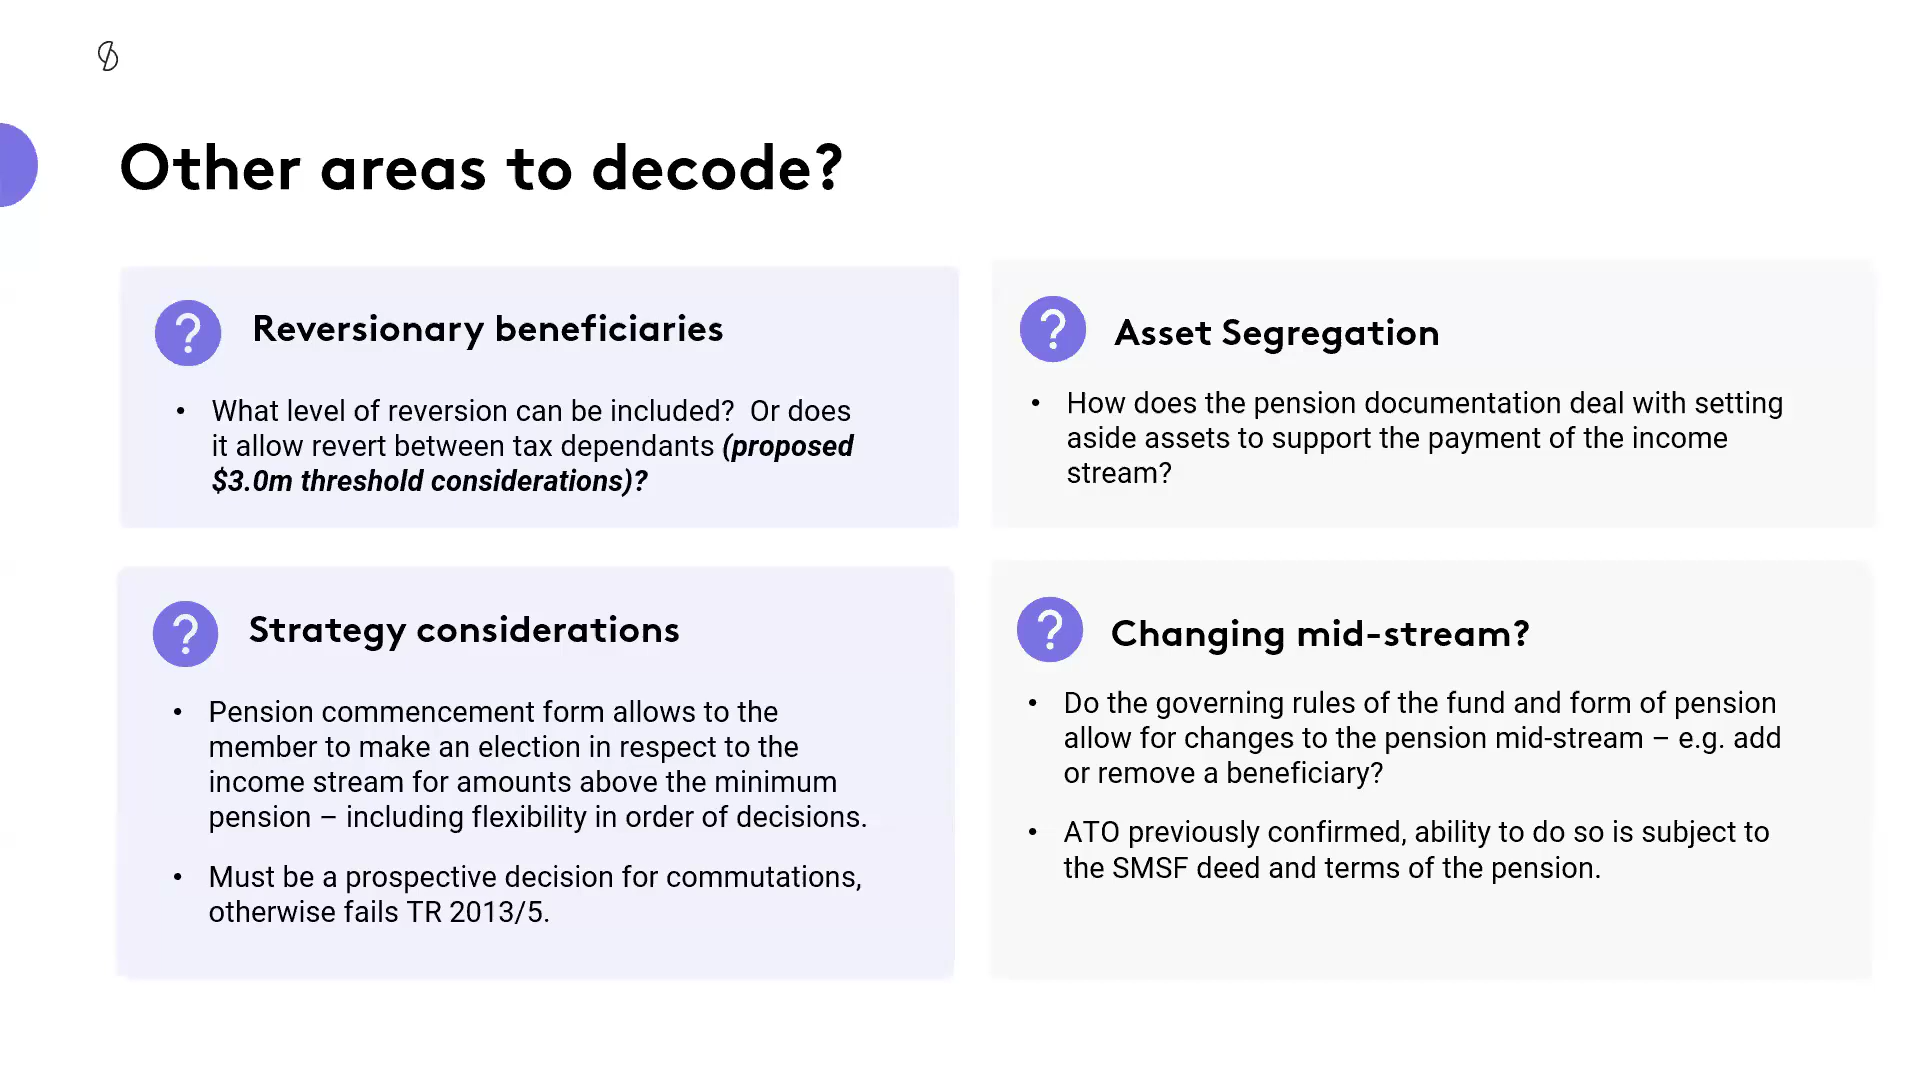 Other areas to decode?
Reversionary beneficiaries
• What level of reversion can be included?  Or does
it allow revert between tax dependants (proposed
$3.0m threshold considerations)?
Asset Segregation
• How does the pension documentation deal with setting
aside assets to support the payment of the income
stream?
Strategy considerations
• Pension commencement form allows to the
member to make an election in respect to the
income stream for amounts above the minimum
pension – including flexibility in order of decisions.
• Must be a prospective decision for commutations,
otherwise fails TR 2013/5.
Changing mid-stream?
• Do the governing rules of the fund and form of pension
allow for changes to the pension mid-stream – e.g. add
or remove a beneficiary?
• ATO previously confirmed, ability to do so is subject to
the SMSF deed and terms of the pension.